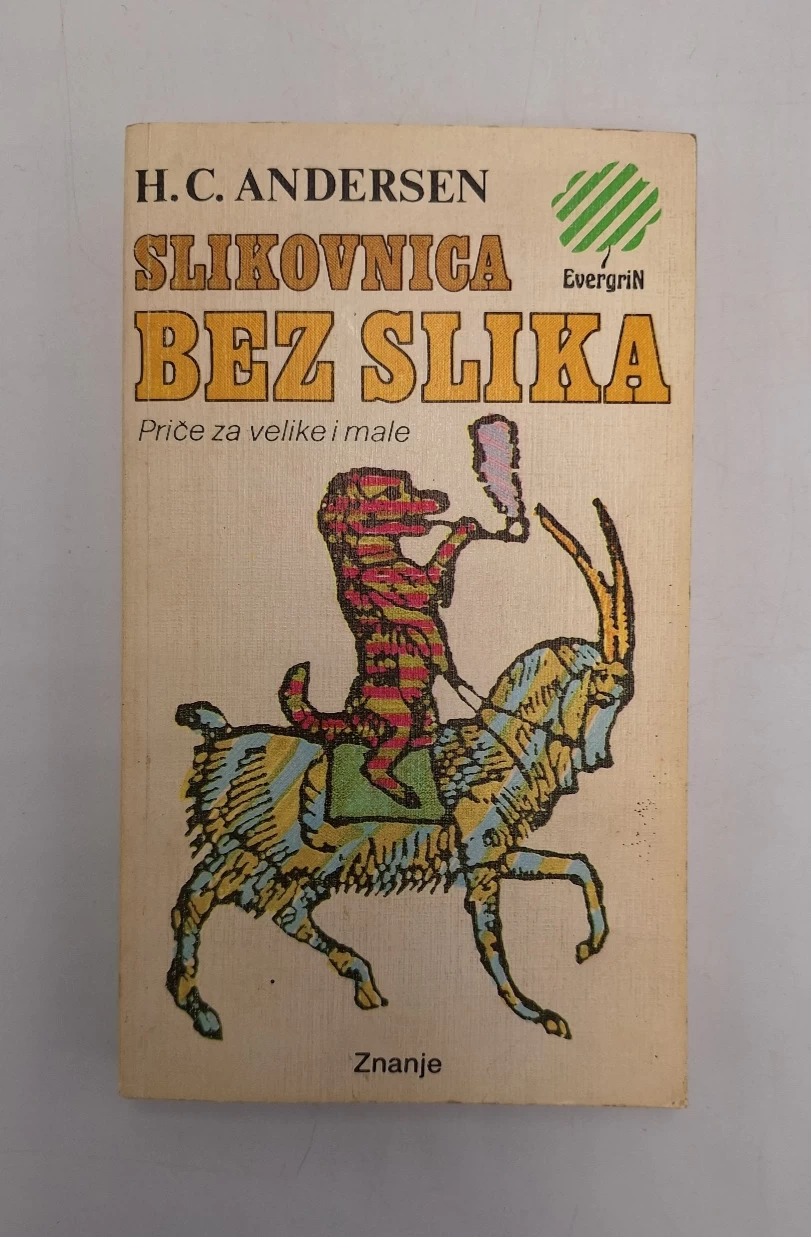 H. C. ANDERSEN
SLIKOVNICA
EvergriN
BEZ SLIKA
Priče za velike i male
Znanje